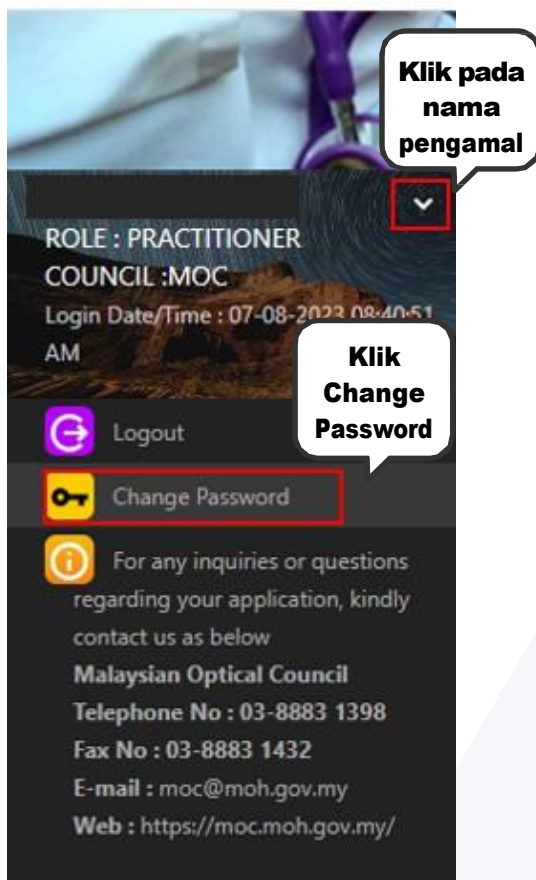 Klik pada
nama
pengamal
ROLE : PRACTITIONER
COUNCIL :MOC
Login Date/Time : 07-08-2023 08:40:51
AM
Klik
Change
Password
Logout
Change Password
For any inquiries or questions
regarding your application, kindly
contact us as below
Malaysian Optical Council
Telephone No : 03-8883 1398
Fax No : 03-8883 1432
E-mail : moc@moh.gov.my
Web : https://moc.moh.gov.my/